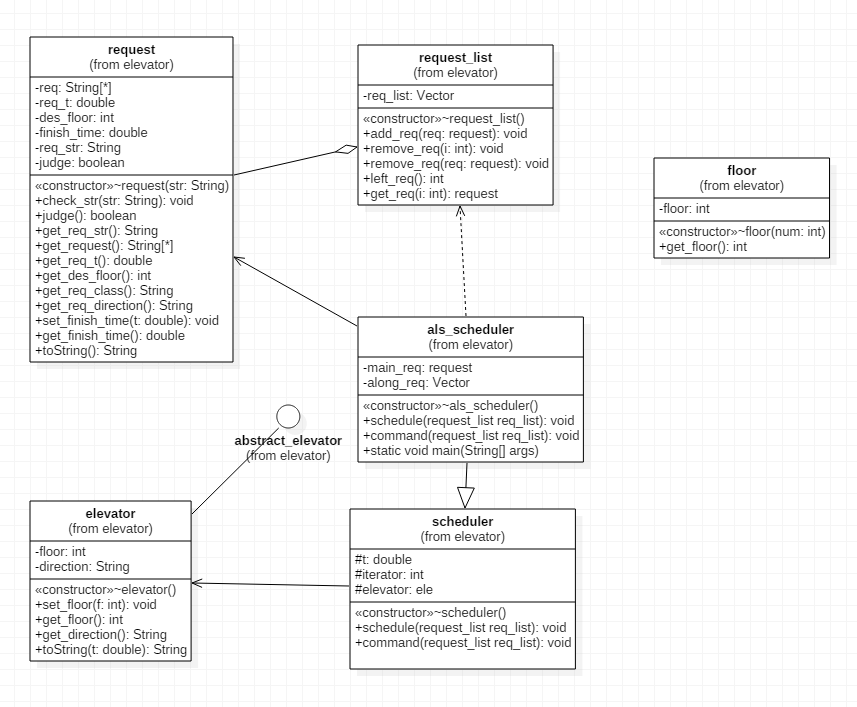 request
(from elevator)
-req: String[*]
-req_t: double
-des_floor: int
-finish_time: double
-req_str: String
-judge: boolean
«constructor»~request(str: String)
+check_str(str: String): void
+judge(): boolean
+get_req_str(): String
+get_request(): String[*]
+get_req_t(): double
+get_des_floor(): int
+get_req_class(): String
+get_req_direction(): String
+set_finish_time(t: double): void
+get_finish_time(): double
+toString(): String
request_list
(from elevator)
-req_list: Vector
«constructor»~request_list()
+add_req(req: request): void
+remove_req(i: int): void
+remove_req(req: request): void
+left_req(): int
+get_req(i: int): request
floor
(from elevator)
-floor: int
«constructor»~floor(num: int)
+get_floor(): int
als_scheduler
(from elevator)
-main_req: request
-along_req: Vector
«constructor»~als_scheduler()
+schedule(request_list req_list): void
+command(request_list req_list): void
+static void main(String[] args)
abstract_elevator
(from elevator)
elevator
(from elevator)
-floor: int
-direction: String
«constructor»~elevator()
+set_floor(f: int): void
+get_floor(): int
+get_direction(): String
+toString(t: double): String
scheduler
(from elevator)
#t: double
#iterator: int
#elevator: ele
«constructor»~scheduler()
+schedule(request_list req_list): void
+command(request_list req_list): void